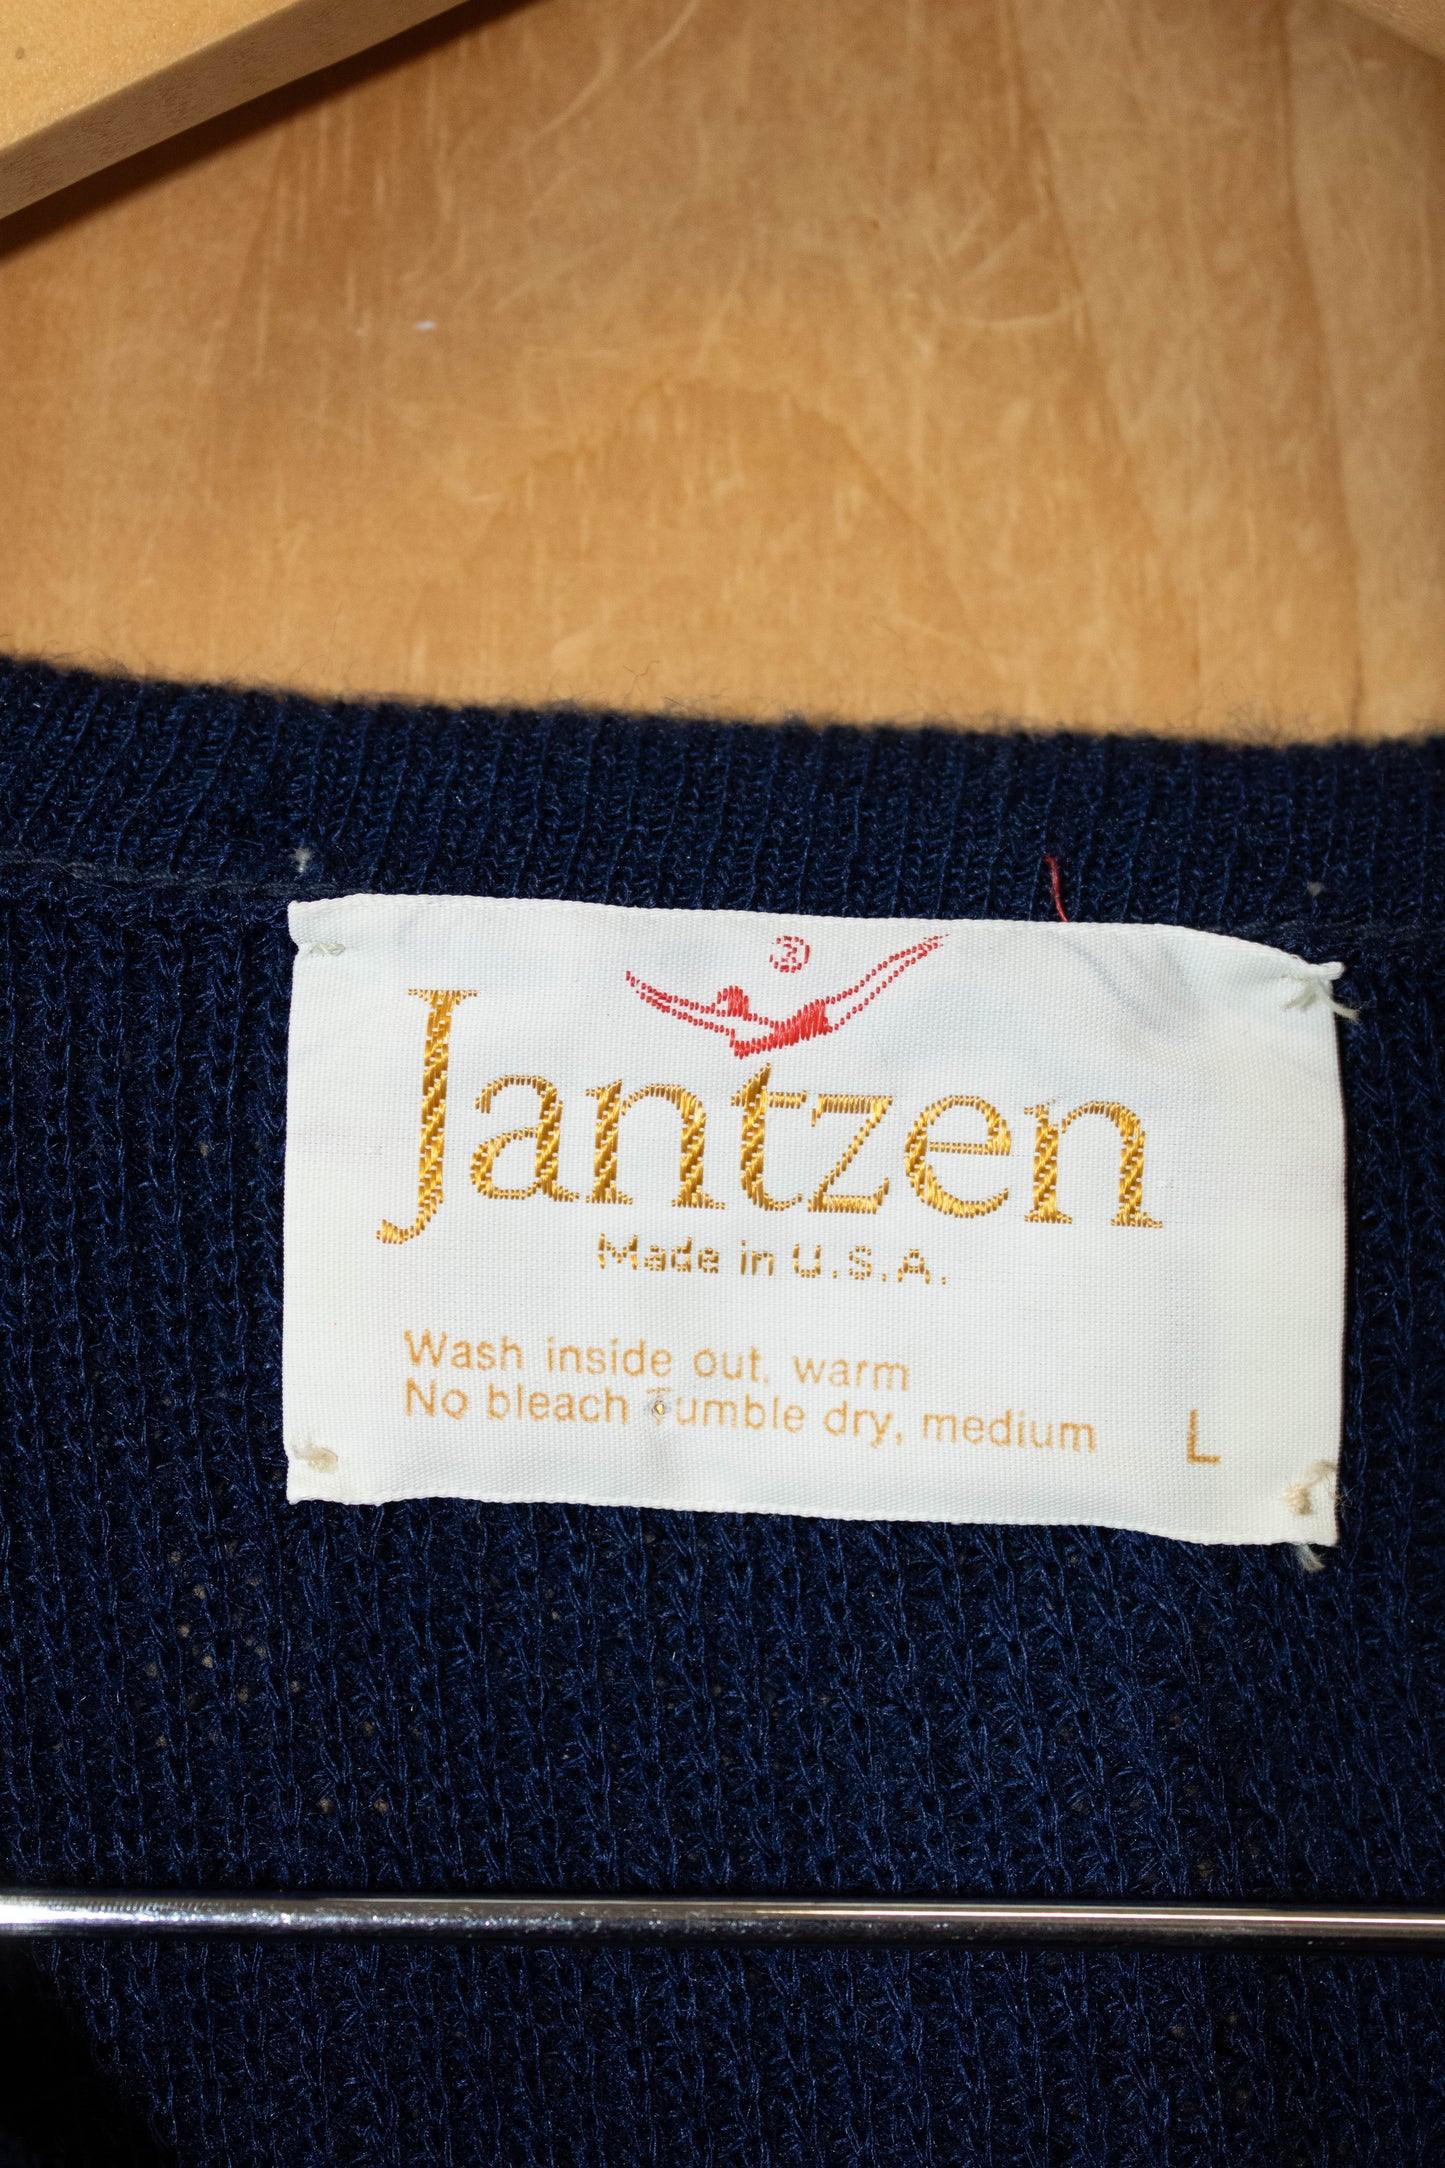 ®
Jantzen
Made in U.S.A.
Wash inside out, warm
No bleach Tumble dry, medium L